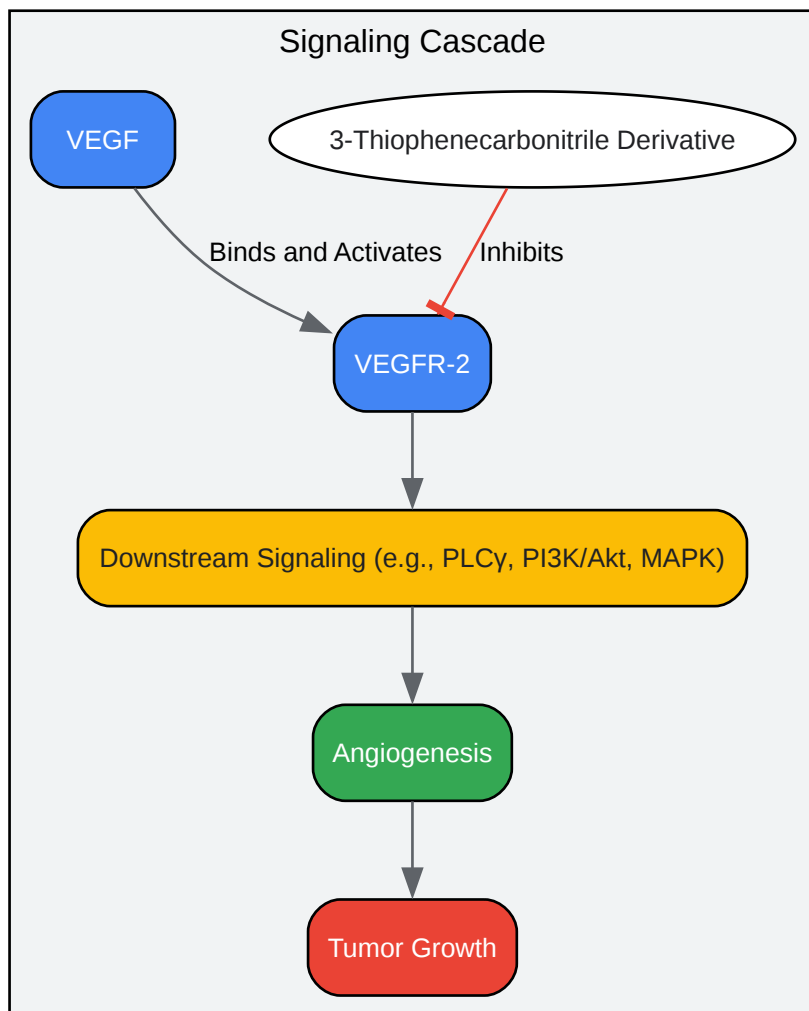 Signaling Cascade
VEGF
3-Thiophenecarbonitrile Derivative
Binds and Activates
Inhibits
VEGFR-2
Downstream Signaling (e.g., PLCγ, PI3K/Akt, MAPK)
Angiogenesis
Tumor Growth